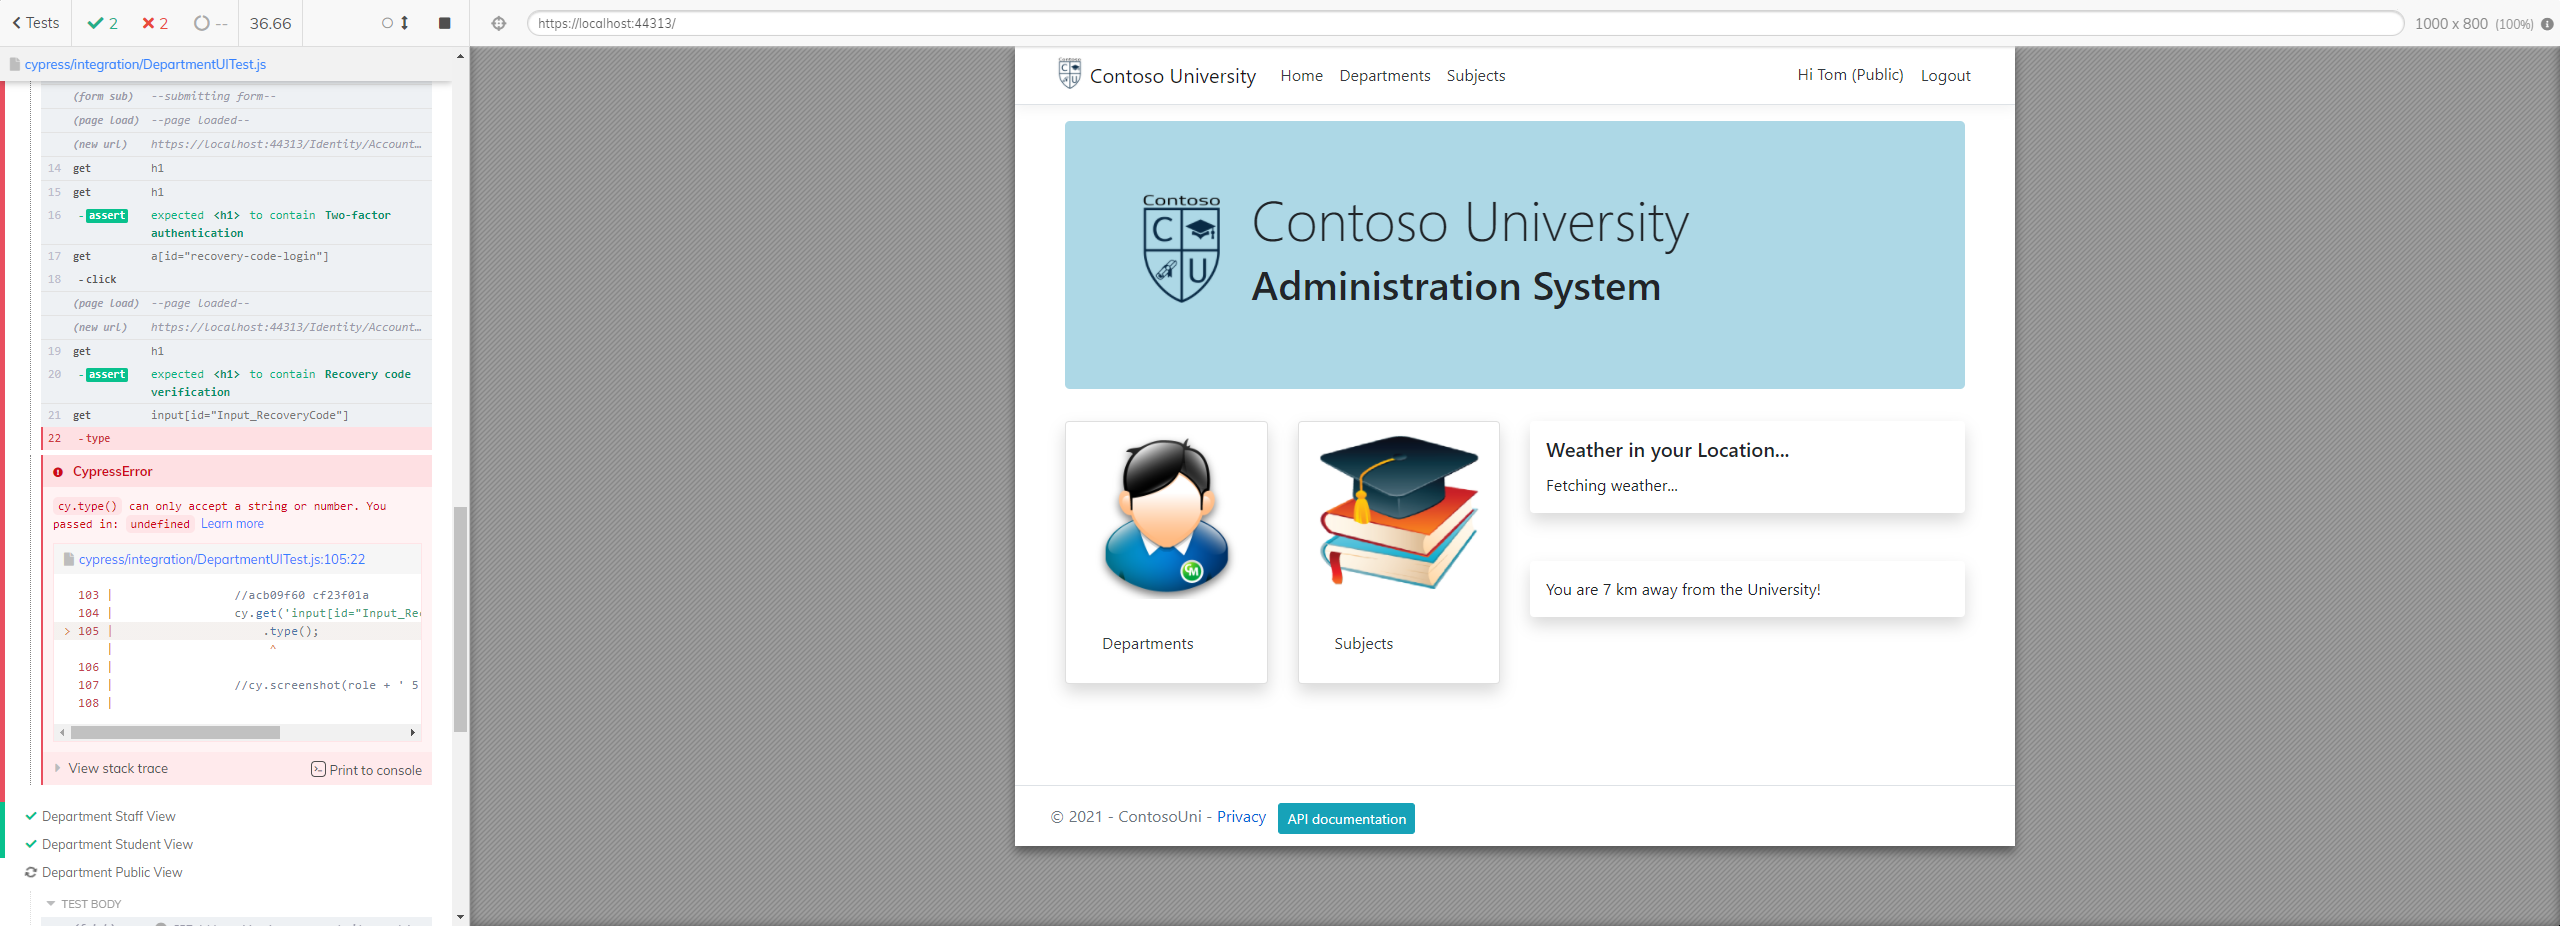 Tests
2
2
--
36.66
https://localhost:44313/
1000 x 800 (100%)
cypress/integration/DepartmentUITest.js
(form sub) --submitting form--
(page load) --page loaded--
(new url) https://localhost:44313/Identity/Account...
14 get h1
15 get h1
16 -assert expected <h1> to contain Two-factor
authentication
17 get a[id="recovery-code-login"]
18 -click
(page load) --page loaded--
(new url) https://localhost:44313/Identity/Account...
19 get h1
20 -assert expected <h1> to contain Recovery code
verification
21 get input[id="Input_RecoveryCode"]
22 -type
CypressError
cy.type() can only accept a string or number. You
passed in: undefined Learn more
cypress/integration/DepartmentUITest.js:105:22
103 | //acb09f60 cf23f01a
104 | cy.get('input[id="Input_Rec
> 105 | .type();
| ^
106 |
107 | //cy.screenshot(role + ' 5
108 |
View stack trace
Print to console
Department Staff View
Department Student View
Department Public View
TEST BODY
Contoso University
Home
Departments
Subjects
Hi Tom (Public)
Logout
Contoso
C
U
Contoso University
Administration System
CM
Departments
Subjects
Weather in your Location...
Fetching weather...
You are 7 km away from the University!
© 2021 - ContosoUni - Privacy
API documentation